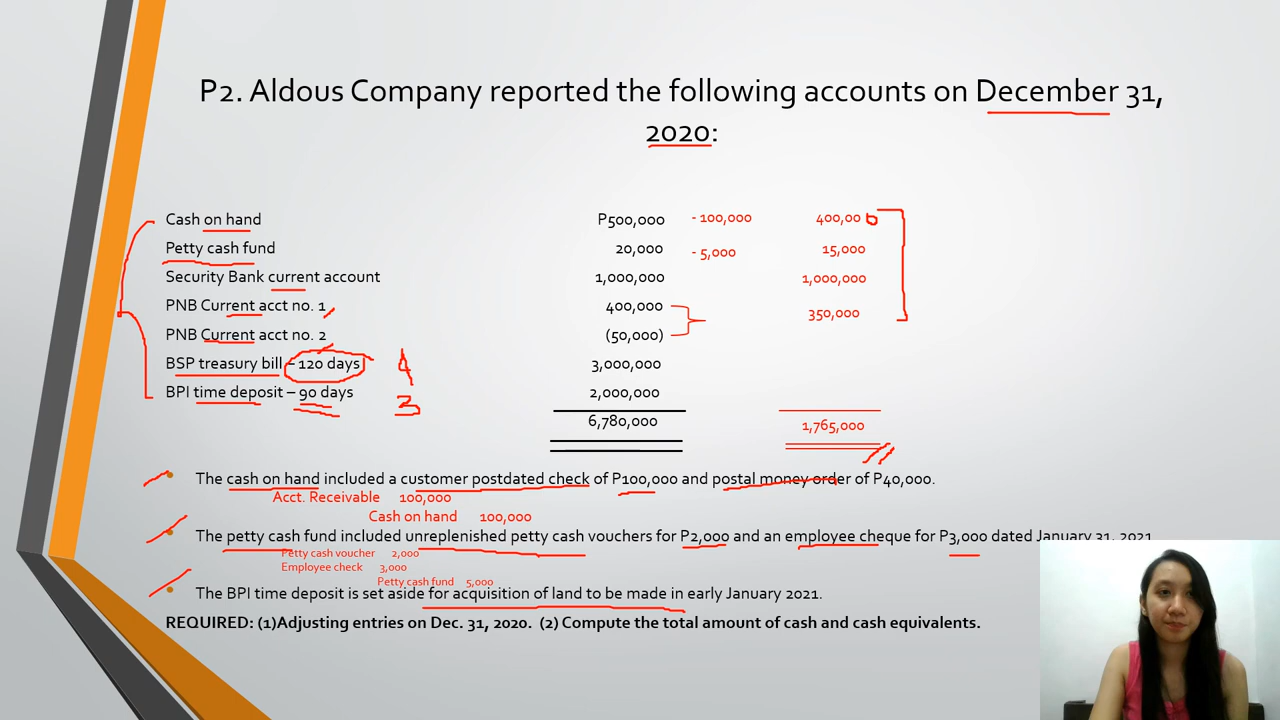 P2. Aldous Company reported the following accounts on December 31,
2020:
Cash on hand P500,000 - 100,000 400,000
Petty cash fund 20,000 - 5,000 15,000
Security Bank current account 1,000,000 1,000,000
PNB Current acct no. 1 400,000 350,000
PNB Current acct no. 2 (50,000)
BSP treasury bill – 120 days 4 3,000,000
BPI time deposit – 90 days 3 2,000,000
6,780,000 1,765,000
• The cash on hand included a customer postdated check of P100,000 and postal money order of P40,000.
Acct. Receivable 100,000
Cash on hand 100,000
• The petty cash fund included unreplenished petty cash vouchers for P2,000 and an employee cheque for P3,000 dated January 31, 2021.
Petty cash voucher 2,000
Employee check 3,000
Petty cash fund 5,000
• The BPI time deposit is set aside for acquisition of land to be made in early January 2021.
REQUIRED: (1)Adjusting entries on Dec. 31, 2020. (2) Compute the total amount of cash and cash equivalents.